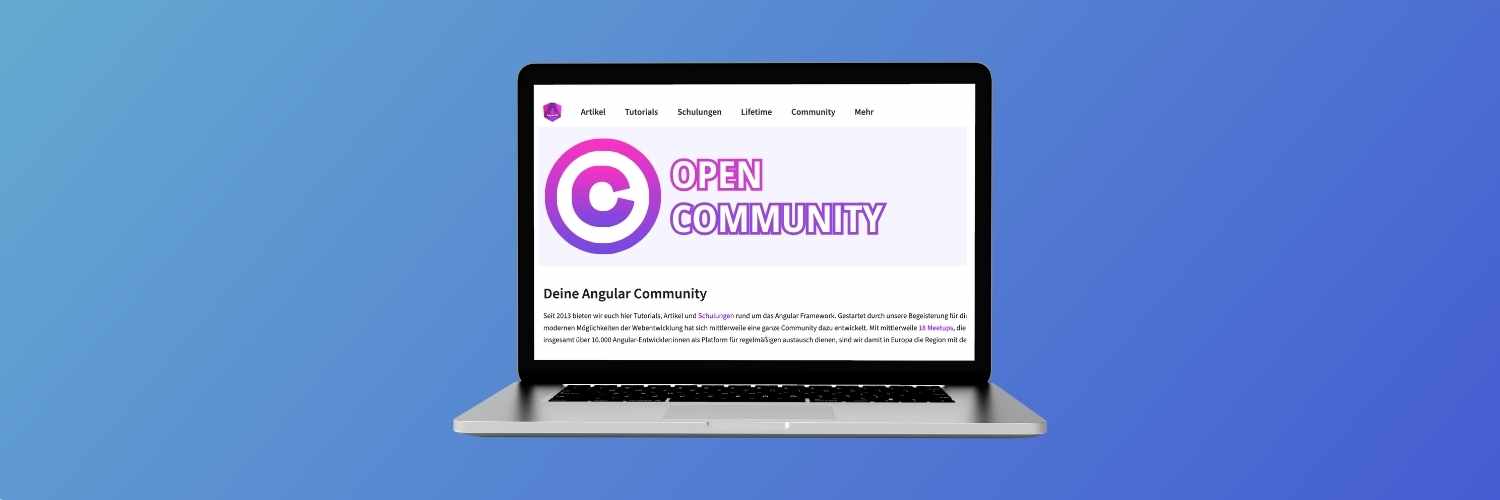 Artikel Tutorials Schulungen Lifetime Community Mehr
C OPEN
COMMUNITY
Deine Angular Community
Seit 2013 bieten wir euch hier Tutorials, Artikel und Schulungen rund um das Angular Framework. Gestartet durch unsere Begeisterung für di
modernen Möglichkeiten der Webentwicklung hat sich mittlerweile eine ganze Community dazu entwickelt. Mit mittlerweile 18 Meetups, die
insgesamt über 10.000 Angular-Entwickler:innen als Platform für regelmäßigen austausch dienen, sind wir damit in Europa die Region mit de